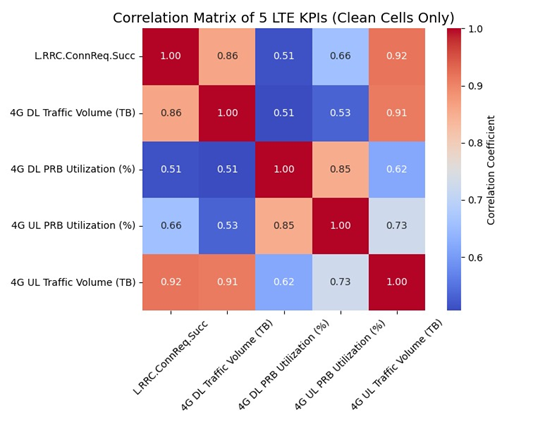 Correlation Matrix of 5 LTE KPIs (Clean Cells Only)
L.RRC.ConnReq.Succ 1.00 0.86 0.51 0.66 0.92
4G DL Traffic Volume (TB) 0.86 1.00 0.51 0.53 0.91
4G DL PRB Utilization (%) 0.51 0.51 1.00 0.85 0.62
4G UL PRB Utilization (%) 0.66 0.53 0.85 1.00 0.73
4G UL Traffic Volume (TB) 0.92 0.91 0.62 0.73 1.00
L.RRC.ConnReq.Succ
4G DL Traffic Volume (TB)
4G DL PRB Utilization (%)
4G UL PRB Utilization (%)
4G UL Traffic Volume (TB)
1.0
0.9
0.8
0.7
0.6
Correlation Coefficient